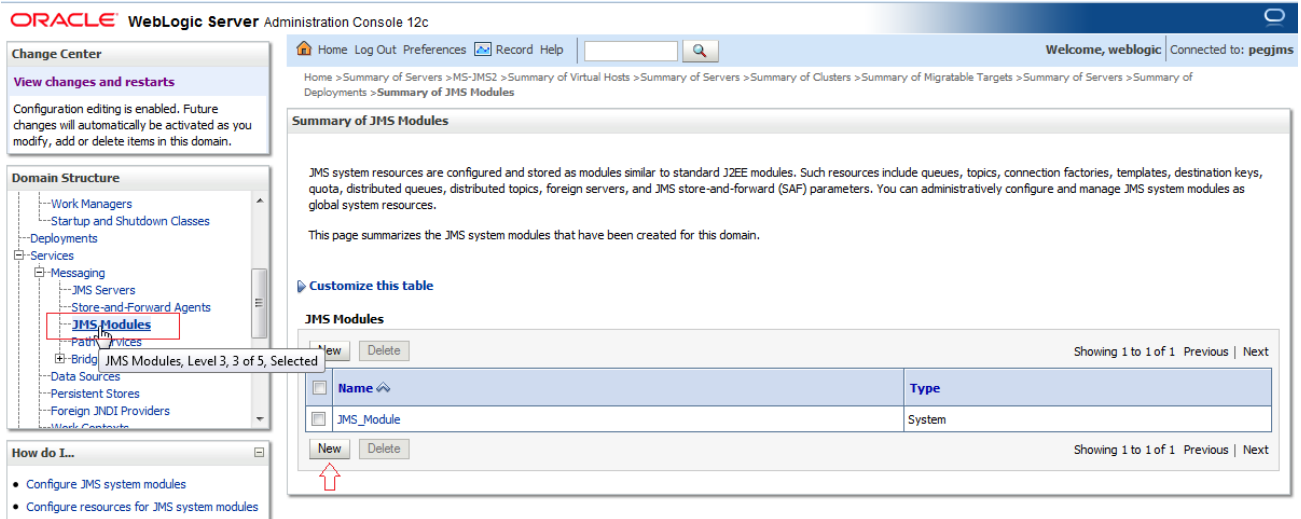 ORACLE WebLogic Server Administration Console 12c
Change Center
View changes and restarts
Configuration editing is enabled. Future
changes will automatically be activated as you
modify, add or delete items in this domain.
Domain Structure
Work Managers
Startup and Shutdown Classes
Deployments
Services
Messaging
JMS Servers
Store-and-Forward Agents
JMS Modules
Path Services
Bridg
JMS Modules, Level 3, 3 of 5, Selected
Data Sources
Persistent Stores
Foreign JNDI Providers
Work Contexts
How do I...
Configure JMS system modules
Configure resources for JMS system modules
Home Log Out Preferences Record Help
Welcome, weblogic Connected to: pegjms
Home >Summary of Servers >MS-JMS2 >Summary of Virtual Hosts >Summary of Servers >Summary of Clusters >Summary of Migratable Targets >Summary of Servers >Summary of
Deployments >Summary of JMS Modules
Summary of JMS Modules
JMS system resources are configured and stored as modules similar to standard J2EE modules. Such resources include queues, topics, connection factories, templates, destination keys,
quota, distributed queues, distributed topics, foreign servers, and JMS store-and-forward (SAF) parameters. You can administratively configure and manage JMS system modules as
global system resources.
This page summarizes the JMS system modules that have been created for this domain.
Customize this table
JMS Modules
New Delete Showing 1 to 1 of 1 Previous | Next
Name Type
JMS_Module System
New Delete Showing 1 to 1 of 1 Previous | Next